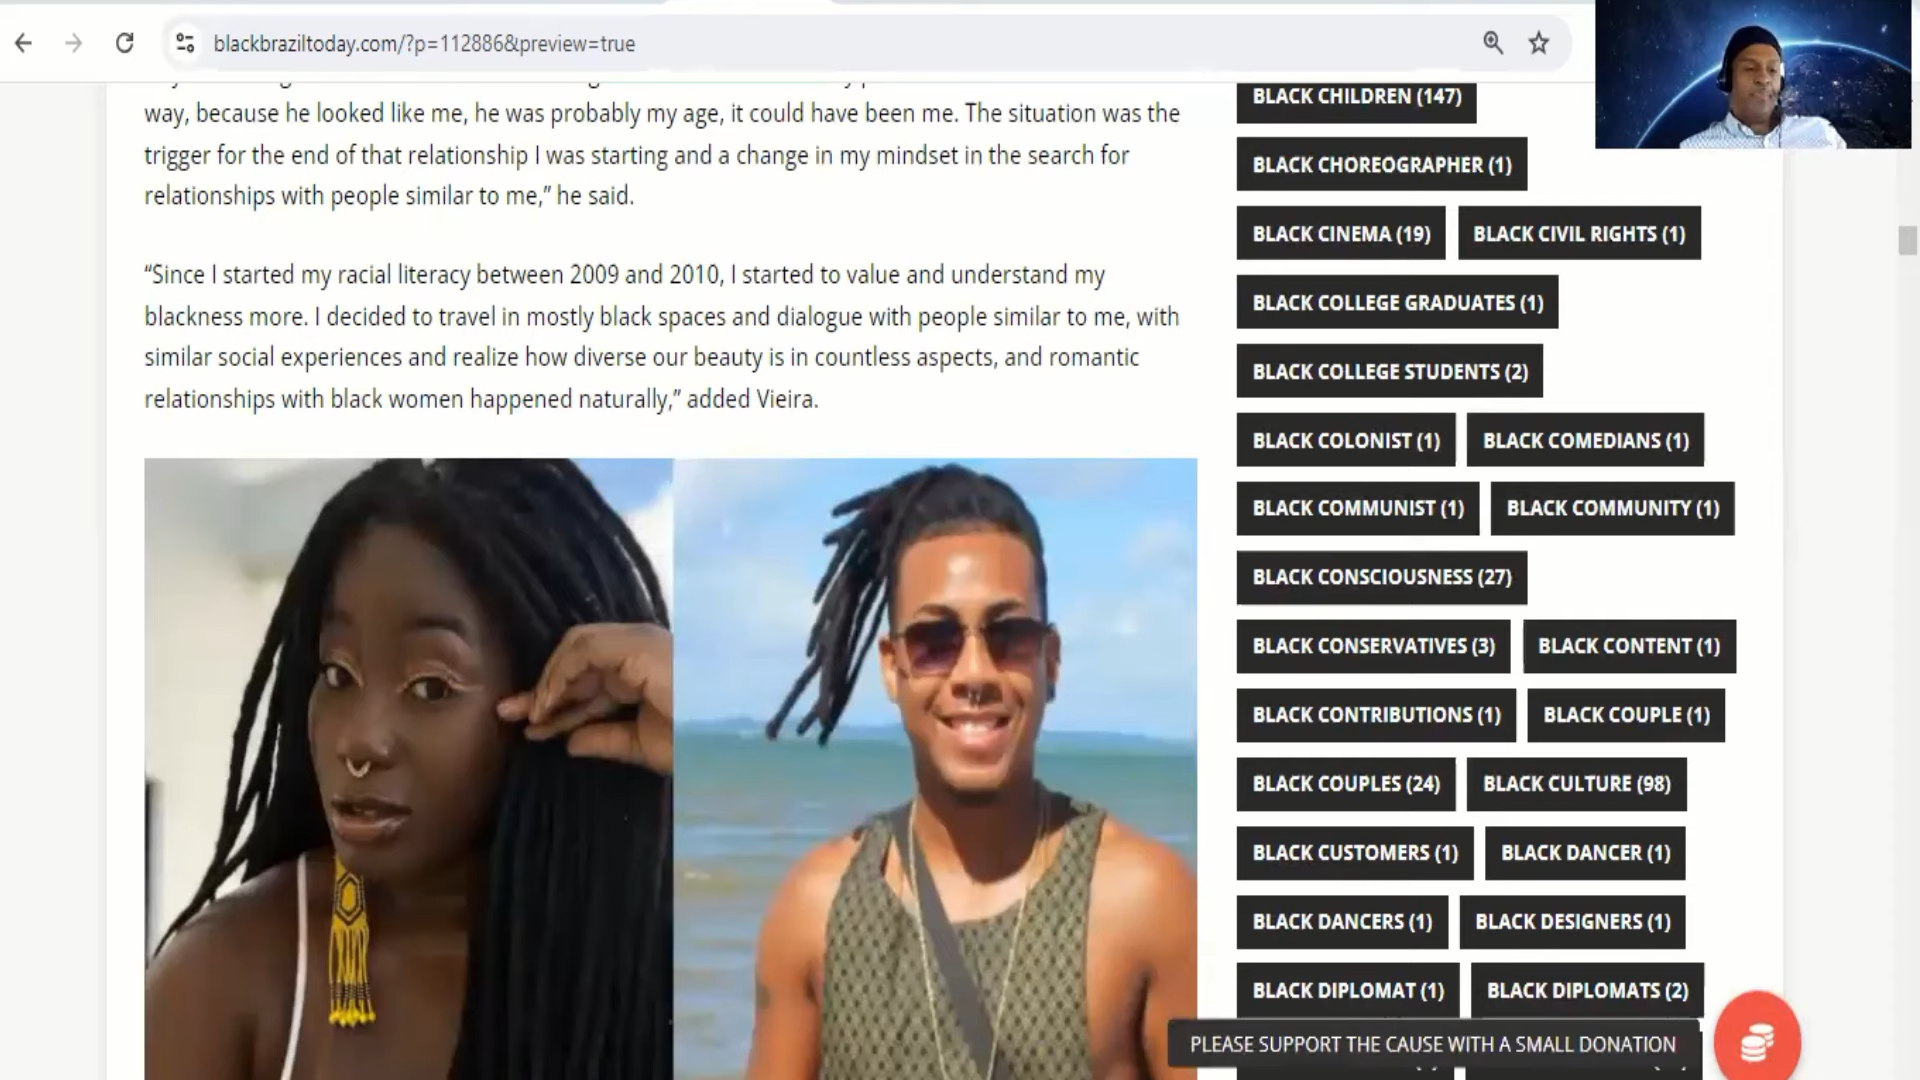 blackbraziltoday.com/?p=112886&preview=true
way, because he looked like me, he was probably my age, it could have been me. The situation was the
trigger for the end of that relationship I was starting and a change in my mindset in the search for
relationships with people similar to me,” he said.
“Since I started my racial literacy between 2009 and 2010, I started to value and understand my
blackness more. I decided to travel in mostly black spaces and dialogue with people similar to me, with
similar social experiences and realize how diverse our beauty is in countless aspects, and romantic
relationships with black women happened naturally,” added Vieira.
BLACK CHILDREN (147)
BLACK CHOREOGRAPHER (1)
BLACK CINEMA (19) BLACK CIVIL RIGHTS (1)
BLACK COLLEGE GRADUATES (1)
BLACK COLLEGE STUDENTS (2)
BLACK COLONIST (1) BLACK COMEDIANS (1)
BLACK COMMUNIST (1) BLACK COMMUNITY (1)
BLACK CONSCIOUSNESS (27)
BLACK CONSERVATIVES (3) BLACK CONTENT (1)
BLACK CONTRIBUTIONS (1) BLACK COUPLE (1)
BLACK COUPLES (24) BLACK CULTURE (98)
BLACK CUSTOMERS (1) BLACK DANCER (1)
BLACK DANCERS (1) BLACK DESIGNERS (1)
BLACK DIPLOMAT (1) BLACK DIPLOMATS (2)
PLEASE SUPPORT THE CAUSE WITH A SMALL DONATION